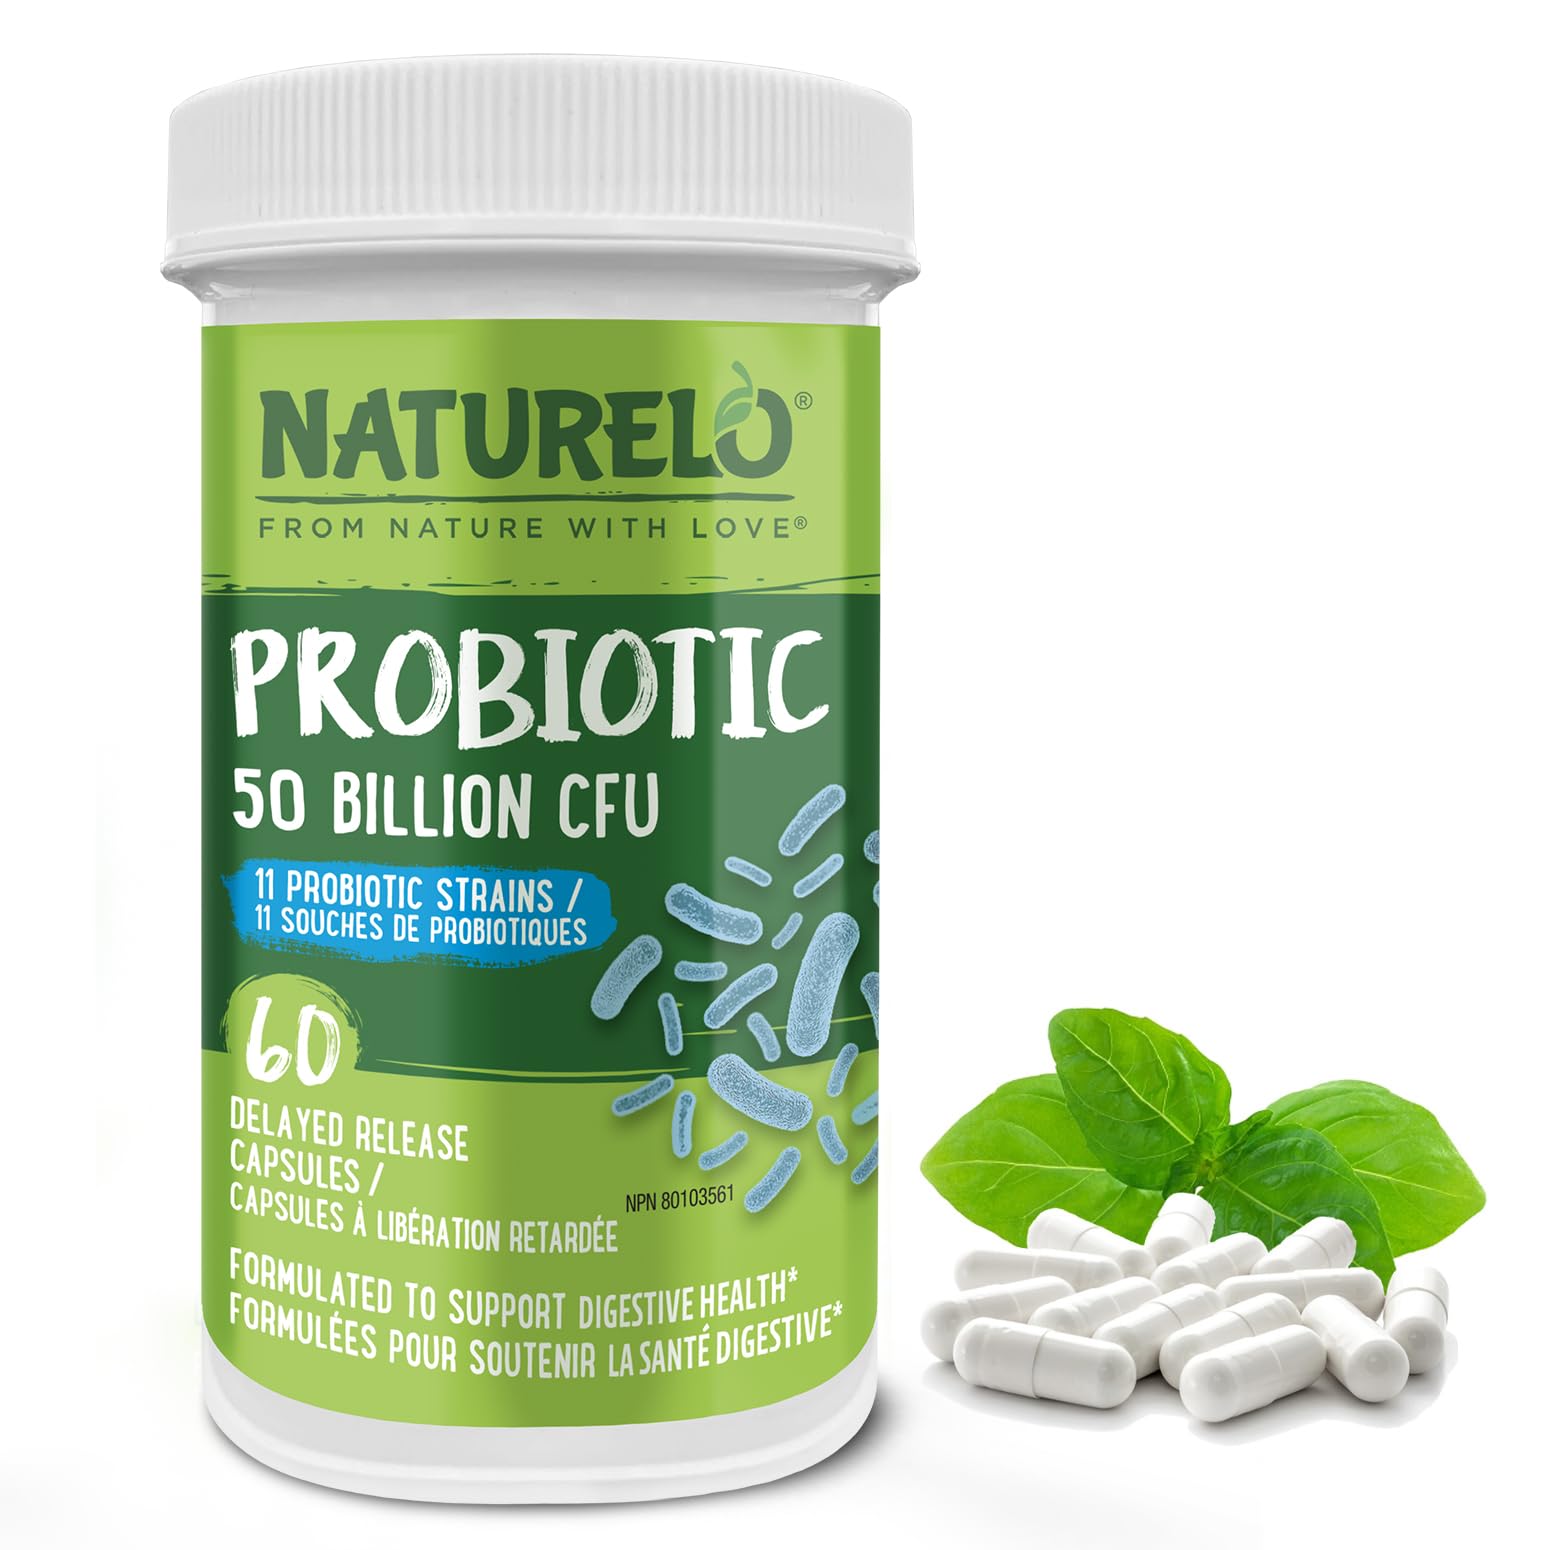 NATURELO®
FROM NATURE WITH LOVE®
PROBIOTIC
50 BILLION CFU
11 PROBIOTIC STRAINS /
11 SOUCHES DE PROBIOTIQUES
60
DELAYED RELEASE
CAPSULES /
CAPSULES À LIBÉRATION RETARDÉE
NPN 80103561
FORMULATED TO SUPPORT DIGESTIVE HEALTH*
FORMULÉES POUR SOUTENIR LA SANTÉ DIGESTIVE*